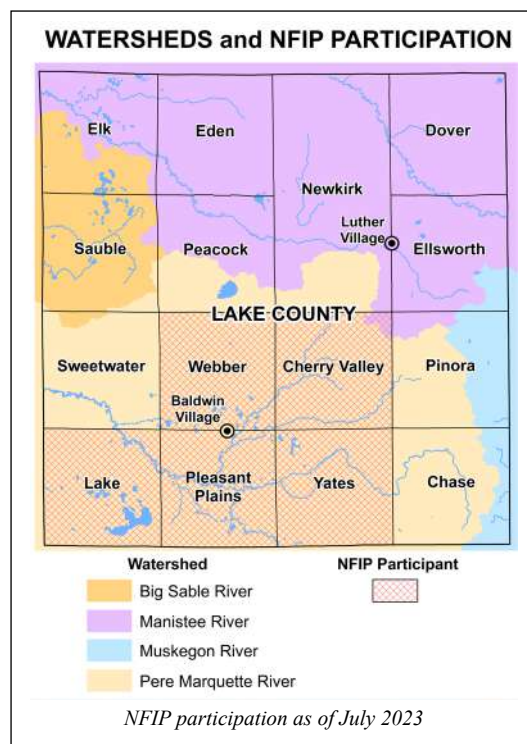 WATERSHEDS and NFIP PARTICIPATION
Elk
Eden
Dover
Newkirk
Luther
Village
Sauble
Peacock
Ellsworth
LAKE COUNTY
Sweetwater
Webber
Cherry Valley
Pinora
Baldwin
Village
Lake
Pleasant
Plains
Yates
Chase
Watershed
NFIP Participant
Big Sable River
Manistee River
Muskegon River
Pere Marquette River
NFIP participation as of July 2023